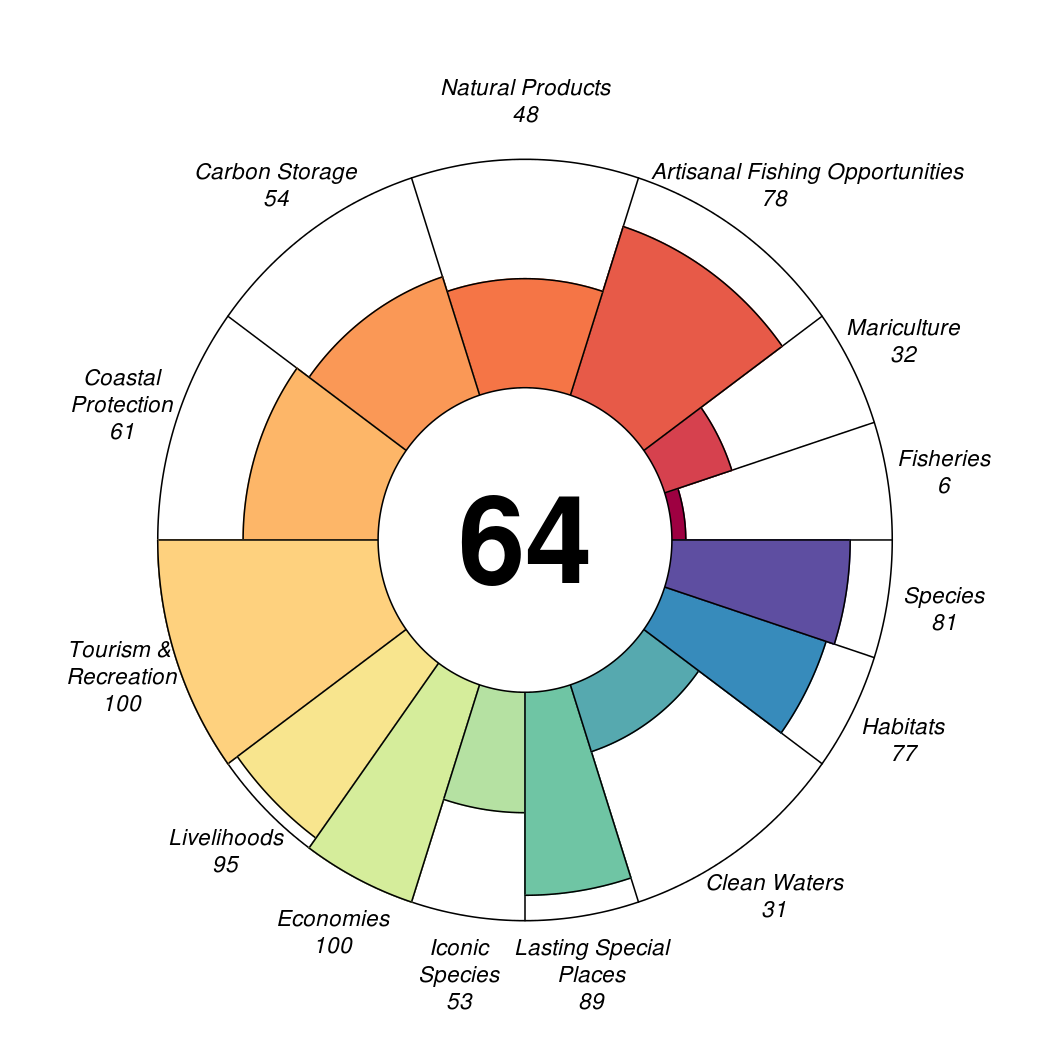 Natural Products
48
Artisanal Fishing Opportunities
78
Mariculture
32
Fisheries
6
Species
81
Habitats
77
Clean Waters
31
Lasting Special
Places
89
Iconic
Species
53
Economies
100
Livelihoods
95
Tourism &
Recreation
100
Coastal
Protection
61
Carbon Storage
54
64